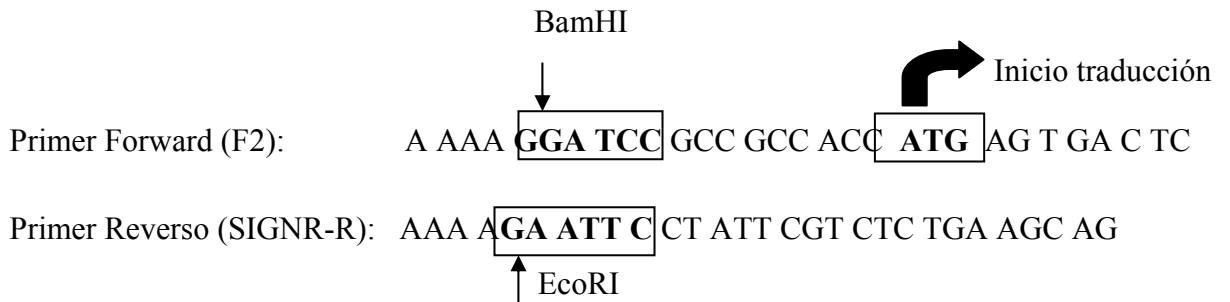 BamHI
Inicio traducción
Primer Forward (F2): A AAA GGA TCC GCC GCC ACC ATG AG T GA C TC
Primer Reverso (SIGNR-R): AAA A GA ATT C CT ATT CGT CTC TGA AGC AG
EcoRI